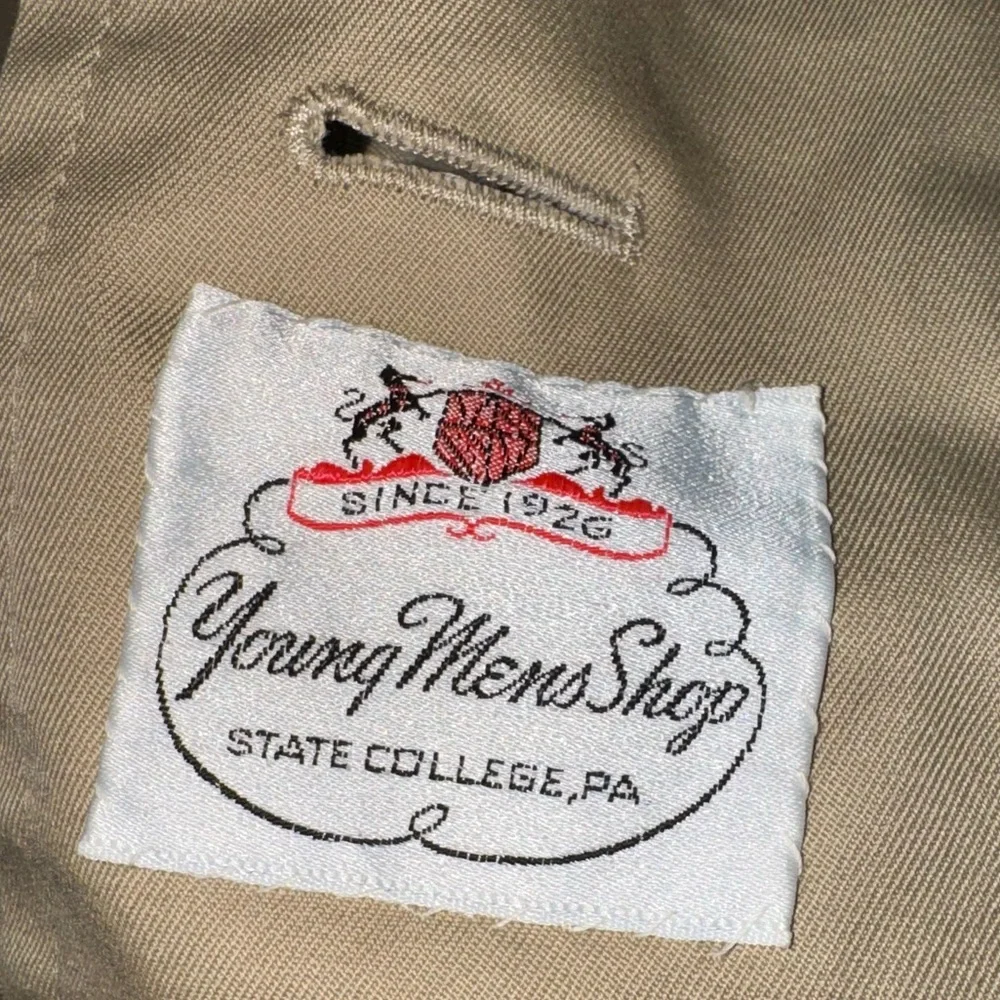 SINCE 1926
Young Mens Shop
STATE COLLEGE, PA